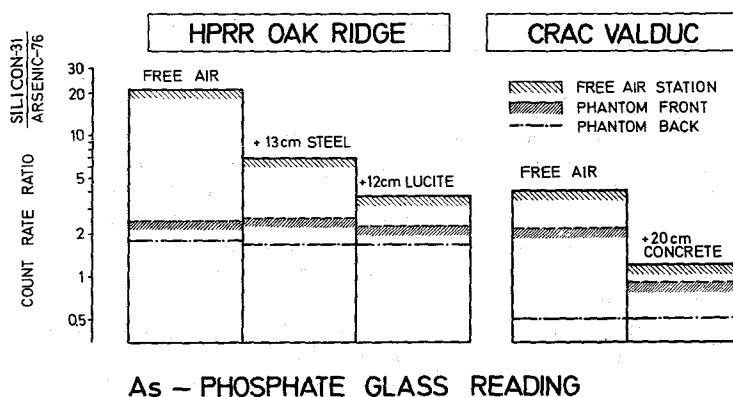 HPRR OAK RIDGE
CRAC VALDUC
COUNT RATE RATIO SILICON-31 / ARSENIC-76
30
20
10
5
2
1
0.5
FREE AIR
+ 13cm STEEL
+12cm LUCITE
FREE AIR STATION
PHANTOM FRONT
PHANTOM BACK
FREE AIR
+20cm
CONCRETE
As – PHOSPHATE GLASS READING